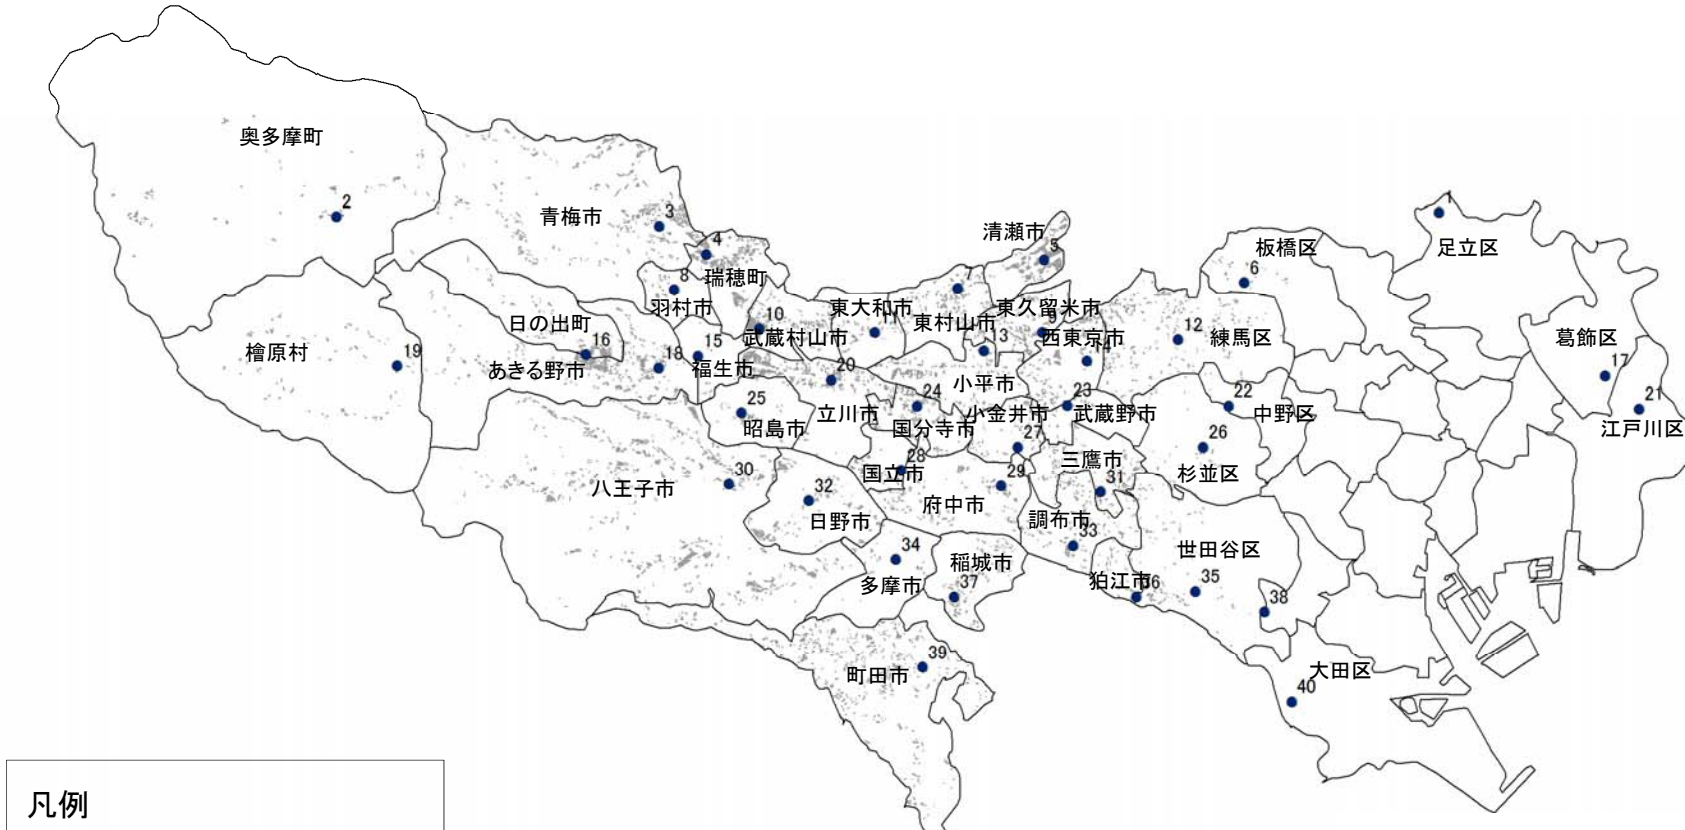 1
奥多摩町
2
青梅市
3
清瀬市
板橋区
足立区
4
5
瑞穂町
6
7
8
羽村市
東大和市
東久留米市
日の出町
10
武蔵村山市
11
東村山市
9
西東京市
12
練馬区
葛飾区
檜原村
19
16
あきる野市
18
15
福生市
13
14
17
20
小平市
24
23
22
21
25
昭島市
立川市
国分寺市
小金井市
武蔵野市
中野区
江戸川区
27
26
28
国立市
三鷹市
杉並区
30
八王子市
32
29
31
日野市
府中市
調布市
33
世田谷区
34
多摩市
稲城市
37
狛江市
36
35
38
39
町田市
大田区
40
凡例